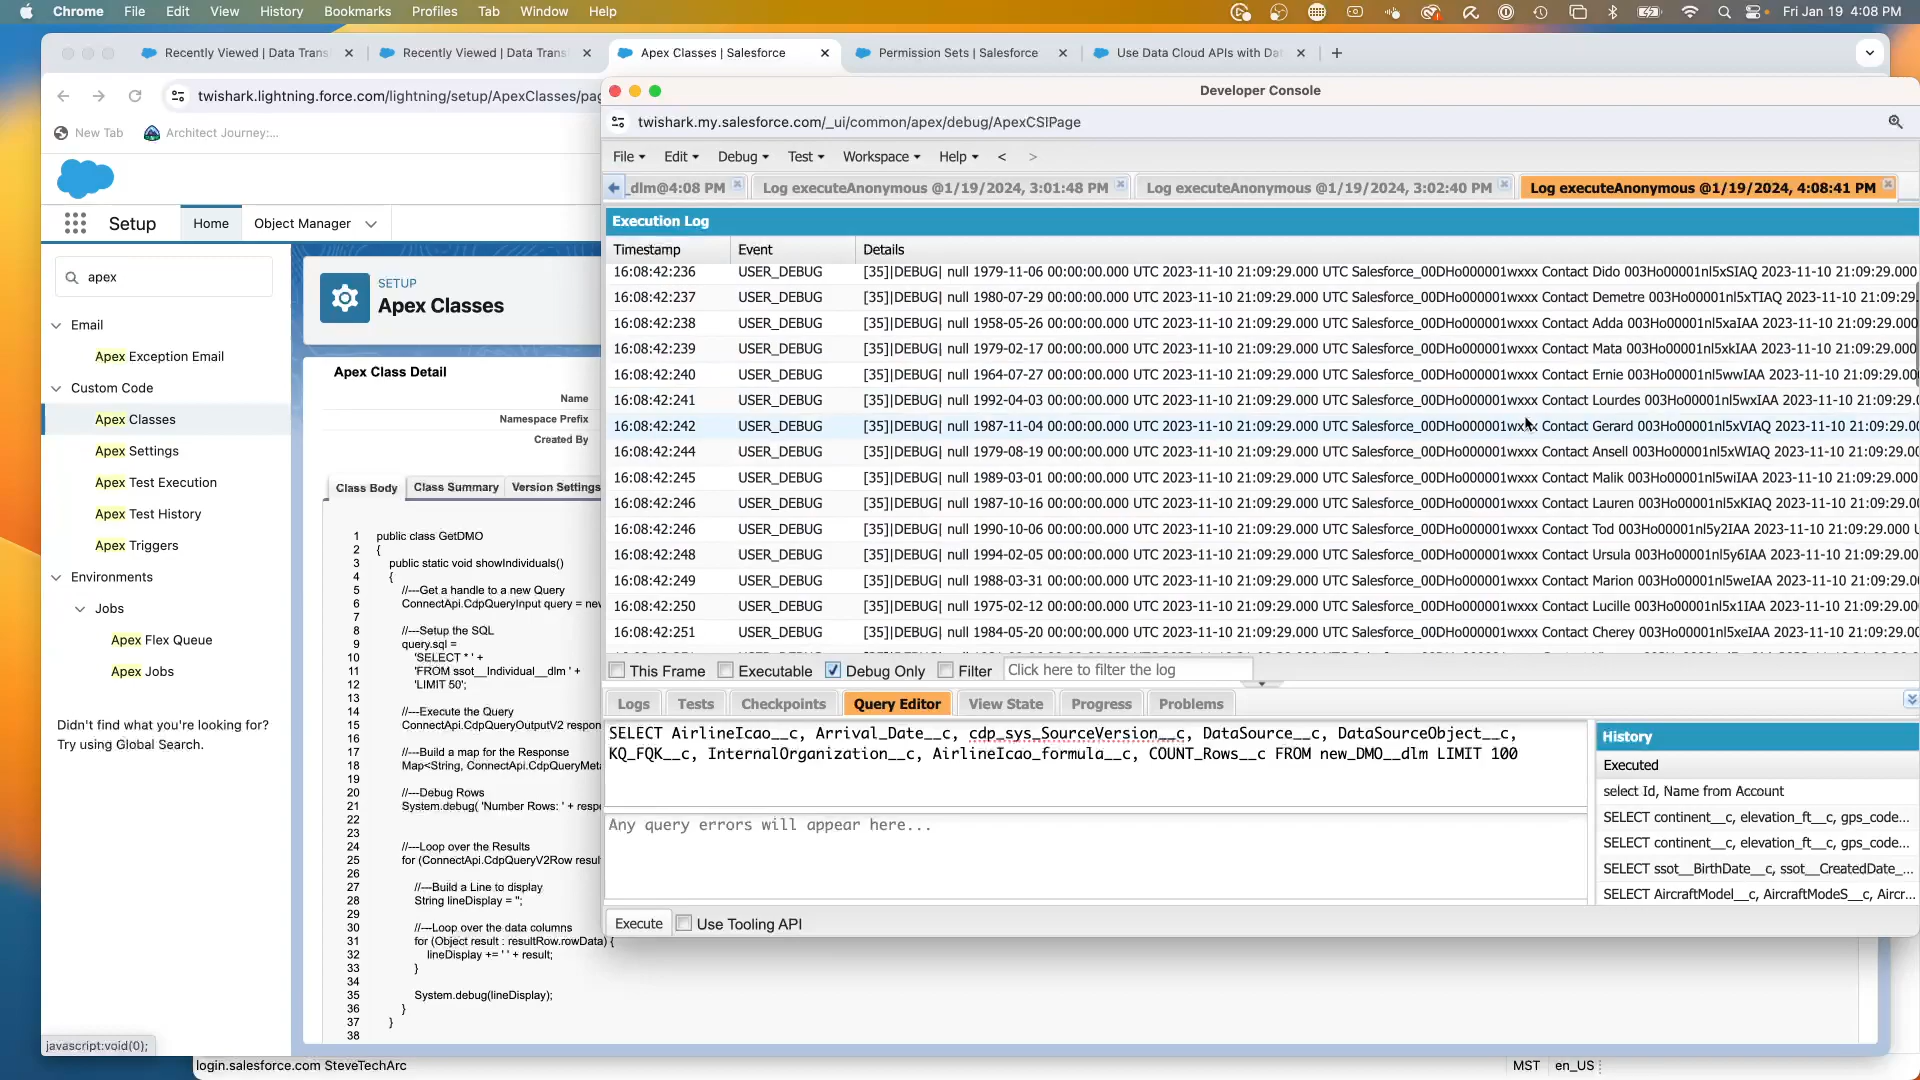 Chrome File Edit View History Bookmarks Profiles Tab Window Help Fri Jan 19 4:08 PM
Recently Viewed | Data Trans Recently Viewed | Data Trans Apex Classes | Salesforce Permission Sets | Salesforce Use Data Cloud APIs with Dat
twishark.lightning.force.com/lightning/setup/ApexClasses/pag
New Tab Architect Journey:...
Developer Console
twishark.my.salesforce.com/_ui/common/apex/debug/ApexCSIPage
File Edit Debug Test Workspace Help < >
_dlm@4:08 PM Log executeAnonymous @1/19/2024, 3:01:48 PM Log executeAnonymous @1/19/2024, 3:02:40 PM Log executeAnonymous @1/19/2024, 4:08:41 PM
Setup Home Object Manager
apex
Email
Apex Exception Email
Custom Code
Apex Classes
Apex Settings
Apex Test Execution
Apex Test History
Apex Triggers
Environments
Jobs
Apex Flex Queue
Apex Jobs
Didn't find what you're looking for?
Try using Global Search.
SETUP
Apex Classes
Apex Class Detail
Name
Namespace Prefix
Created By
Class Body Class Summary Version Settings
1 public class GetDMO
2 {
3 public static void showIndividuals()
4 {
5 //---Get a handle to a new Query
6 ConnectApi.CdpQueryInput query = new
7
8 //---Setup the SQL
9 query.sql =
10 'SELECT * ' +
11 'FROM ssot__Individual__dlm ' +
12 'LIMIT 50';
13
14 //---Execute the Query
15 ConnectApi.CdpQueryOutputV2 respon
16
17 //---Build a map for the Response
18 Map<String, ConnectApi.CdpQueryMeta
19
20 //---Debug Rows
21 System.debug( 'Number Rows: ' + respo
22
23
24 //---Loop over the Results
25 for (ConnectApi.CdpQueryV2Row resul
26
27 //---Build a Line to display
28 String lineDisplay = '';
29
30 //---Loop over the data columns
31 for (Object result : resultRow.rowData) {
32 lineDisplay += ' ' + result;
33 }
34
35 System.debug(lineDisplay);
36 }
37 }
38
Execution Log
Timestamp Event Details
16:08:42:236 USER_DEBUG [35]|DEBUG| null 1979-11-06 00:00:00.000 UTC 2023-11-10 21:09:29.000 UTC Salesforce_00DHo000001wxxx Contact Dido 003Ho00001nl5xSIAQ 2023-11-10 21:09:29.000
16:08:42:237 USER_DEBUG [35]|DEBUG| null 1980-07-29 00:00:00.000 UTC 2023-11-10 21:09:29.000 UTC Salesforce_00DHo000001wxxx Contact Demetre 003Ho00001nl5xTIAQ 2023-11-10 21:09:29.
16:08:42:238 USER_DEBUG [35]|DEBUG| null 1958-05-26 00:00:00.000 UTC 2023-11-10 21:09:29.000 UTC Salesforce_00DHo000001wxxx Contact Adda 003Ho00001nl5xaIAA 2023-11-10 21:09:29.000
16:08:42:239 USER_DEBUG [35]|DEBUG| null 1979-02-17 00:00:00.000 UTC 2023-11-10 21:09:29.000 UTC Salesforce_00DHo000001wxxx Contact Mata 003Ho00001nl5xkIAA 2023-11-10 21:09:29.000
16:08:42:240 USER_DEBUG [35]|DEBUG| null 1964-07-27 00:00:00.000 UTC 2023-11-10 21:09:29.000 UTC Salesforce_00DHo000001wxxx Contact Ernie 003Ho00001nl5wwIAA 2023-11-10 21:09:29.00
16:08:42:241 USER_DEBUG [35]|DEBUG| null 1992-04-03 00:00:00.000 UTC 2023-11-10 21:09:29.000 UTC Salesforce_00DHo000001wxxx Contact Lourdes 003Ho00001nl5wxIAA 2023-11-10 21:09:29.0
16:08:42:242 USER_DEBUG [35]|DEBUG| null 1987-11-04 00:00:00.000 UTC 2023-11-10 21:09:29.000 UTC Salesforce_00DHo000001wxxx Contact Gerard 003Ho00001nl5xVIAQ 2023-11-10 21:09:29.00
16:08:42:244 USER_DEBUG [35]|DEBUG| null 1979-08-19 00:00:00.000 UTC 2023-11-10 21:09:29.000 UTC Salesforce_00DHo000001wxxx Contact Ansell 003Ho00001nl5xWIAQ 2023-11-10 21:09:29.00
16:08:42:245 USER_DEBUG [35]|DEBUG| null 1989-03-01 00:00:00.000 UTC 2023-11-10 21:09:29.000 UTC Salesforce_00DHo000001wxxx Contact Malik 003Ho00001nl5wiIAA 2023-11-10 21:09:29.000
16:08:42:246 USER_DEBUG [35]|DEBUG| null 1987-10-16 00:00:00.000 UTC 2023-11-10 21:09:29.000 UTC Salesforce_00DHo000001wxxx Contact Lauren 003Ho00001nl5xKIAQ 2023-11-10 21:09:29.00
16:08:42:246 USER_DEBUG [35]|DEBUG| null 1990-10-06 00:00:00.000 UTC 2023-11-10 21:09:29.000 UTC Salesforce_00DHo000001wxxx Contact Tod 003Ho00001nl5y2IAA 2023-11-10 21:09:29.000 U
16:08:42:248 USER_DEBUG [35]|DEBUG| null 1994-02-05 00:00:00.000 UTC 2023-11-10 21:09:29.000 UTC Salesforce_00DHo000001wxxx Contact Ursula 003Ho00001nl5y6IAA 2023-11-10 21:09:29.00
16:08:42:249 USER_DEBUG [35]|DEBUG| null 1988-03-31 00:00:00.000 UTC 2023-11-10 21:09:29.000 UTC Salesforce_00DHo000001wxxx Contact Marion 003Ho00001nl5weIAA 2023-11-10 21:09:29.0
16:08:42:250 USER_DEBUG [35]|DEBUG| null 1975-02-12 00:00:00.000 UTC 2023-11-10 21:09:29.000 UTC Salesforce_00DHo000001wxxx Contact Lucille 003Ho00001nl5x1IAA 2023-11-10 21:09:29.00
16:08:42:251 USER_DEBUG [35]|DEBUG| null 1984-05-20 00:00:00.000 UTC 2023-11-10 21:09:29.000 UTC Salesforce_00DHo000001wxxx Contact Cherey 003Ho00001nl5xeIAA 2023-11-10 21:09:29.00
This Frame Executable Debug Only Filter Click here to filter the log
Logs Tests Checkpoints Query Editor View State Progress Problems
SELECT AirlineIcao__c, Arrival_Date__c, cdp_sys_SourceVersion__c, DataSource__c, DataSourceObject__c,
KQ_FQK__c, InternalOrganization__c, AirlineIcao_formula__c, COUNT_Rows__c FROM new_DMO__dlm LIMIT 100
Any query errors will appear here...
History
Executed
select Id, Name from Account
SELECT continent__c, elevation_ft__c, gps_code...
SELECT continent__c, elevation_ft__c, gps_code...
SELECT ssot__BirthDate__c, ssot__CreatedDate_...
SELECT AircraftModel__c, AircraftModeS__c, Aircr...
Execute Use Tooling API
javascript:void(0);
login.salesforce.com SteveTechArc MST en_US